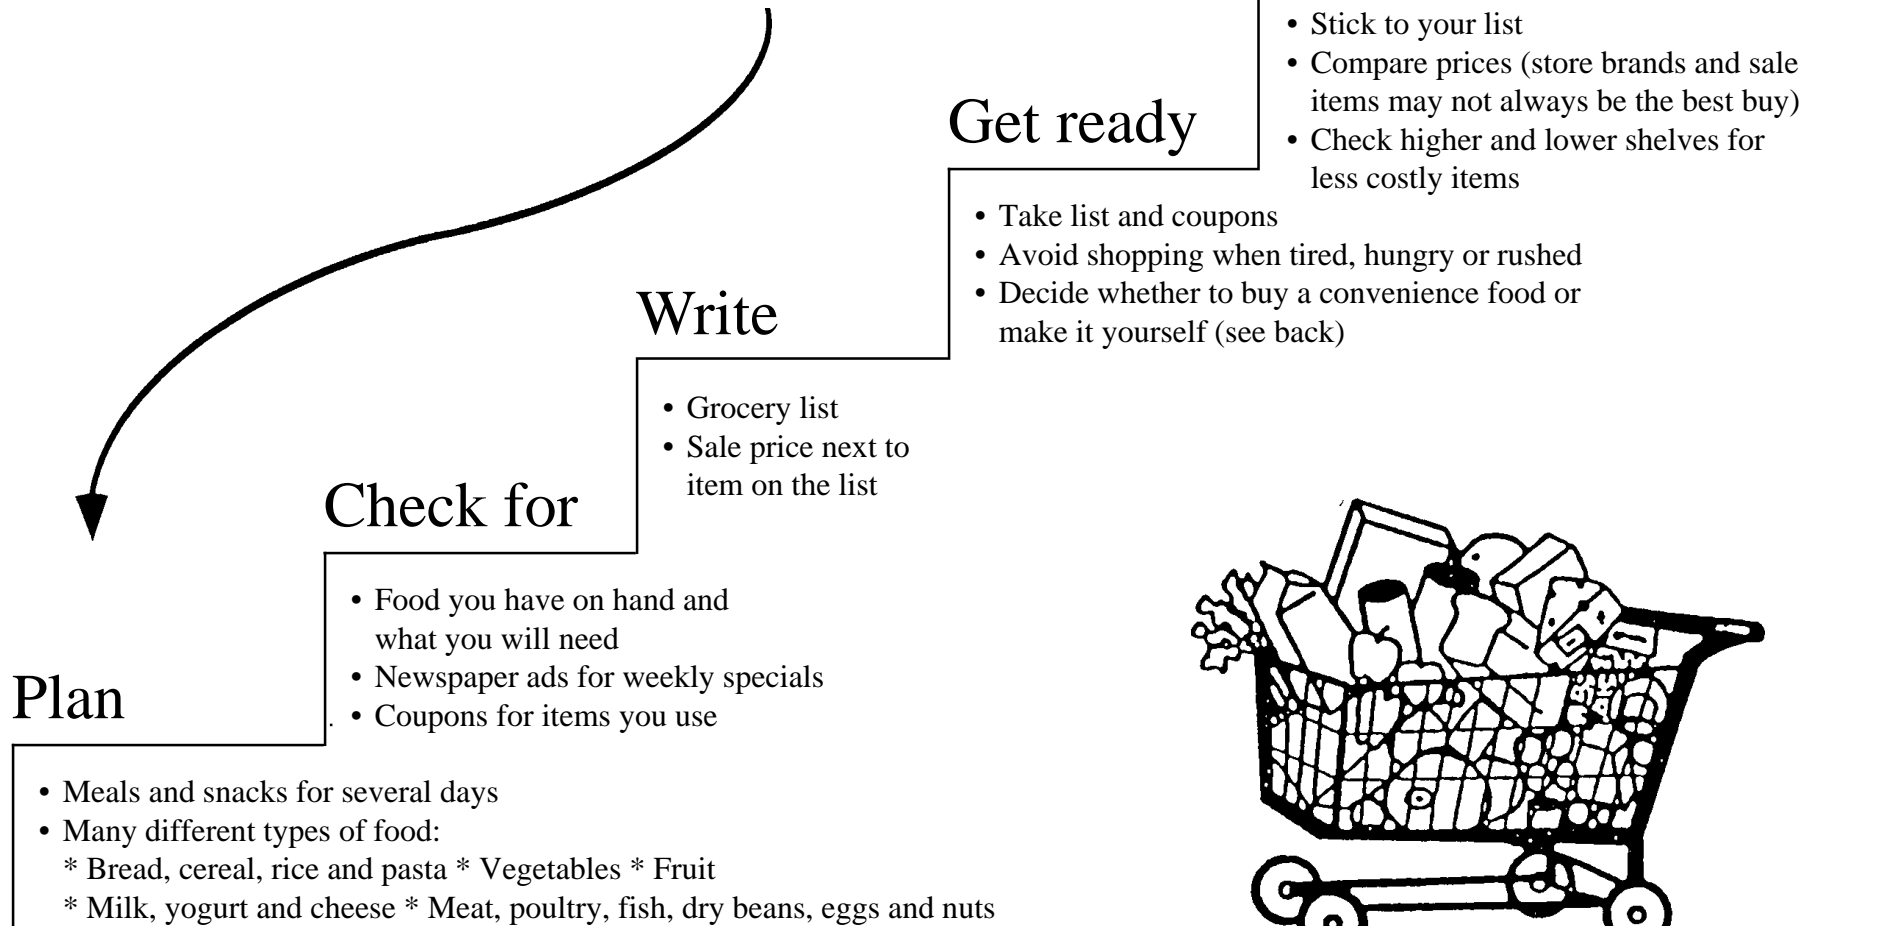 • Stick to your list
• Compare prices (store brands and sale
items may not always be the best buy)
• Check higher and lower shelves for
less costly items
Get ready
• Take list and coupons
• Avoid shopping when tired, hungry or rushed
• Decide whether to buy a convenience food or
make it yourself (see back)
Write
• Grocery list
• Sale price next to
item on the list
Check for
• Food you have on hand and
what you will need
• Newspaper ads for weekly specials
• Coupons for items you use
Plan
• Meals and snacks for several days
• Many different types of food:
* Bread, cereal, rice and pasta * Vegetables * Fruit
* Milk, yogurt and cheese * Meat, poultry, fish, dry beans, eggs and nuts